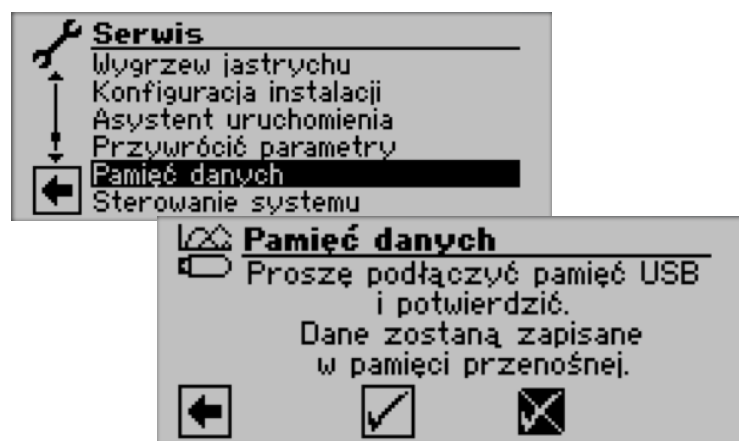 Serwis
Wygrzew jastrychu
Konfiguracja instalacji
Asystent uruchomienia
Przywrócić parametry
Pamięć danych
Sterowanie systemu
Pamięć danych
Proszę podłączyć pamięć USB
i potwierdzić.
Dane zostaną zapisane
w pamięci przenośnej.